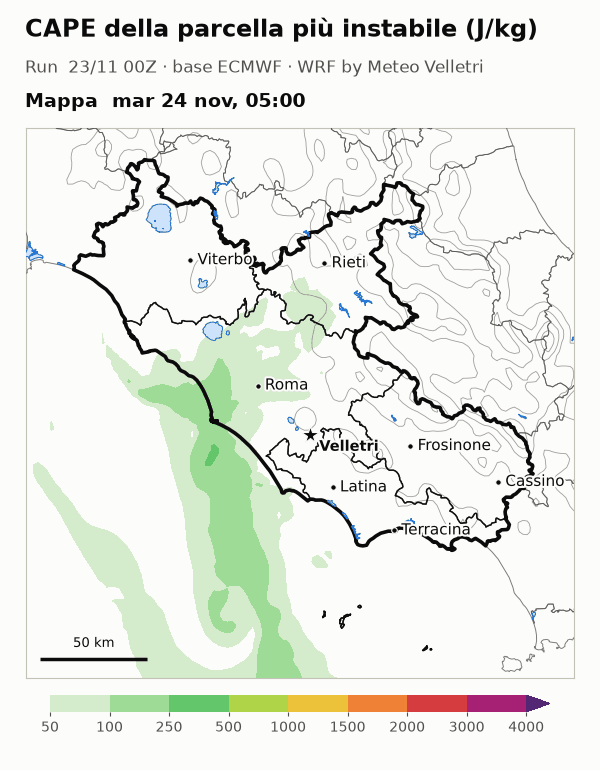 CAPE della parcella più instabile (J/kg)
Run  23/11 00Z · base ECMWF · WRF by Meteo Velletri
Mappa  mar 24 nov, 05:00
Viterbo
Rieti
Roma
Velletri
Frosinone
Cassino
Latina
Terracina
50 km
50 100 250 500 1000 1500 2000 3000 4000